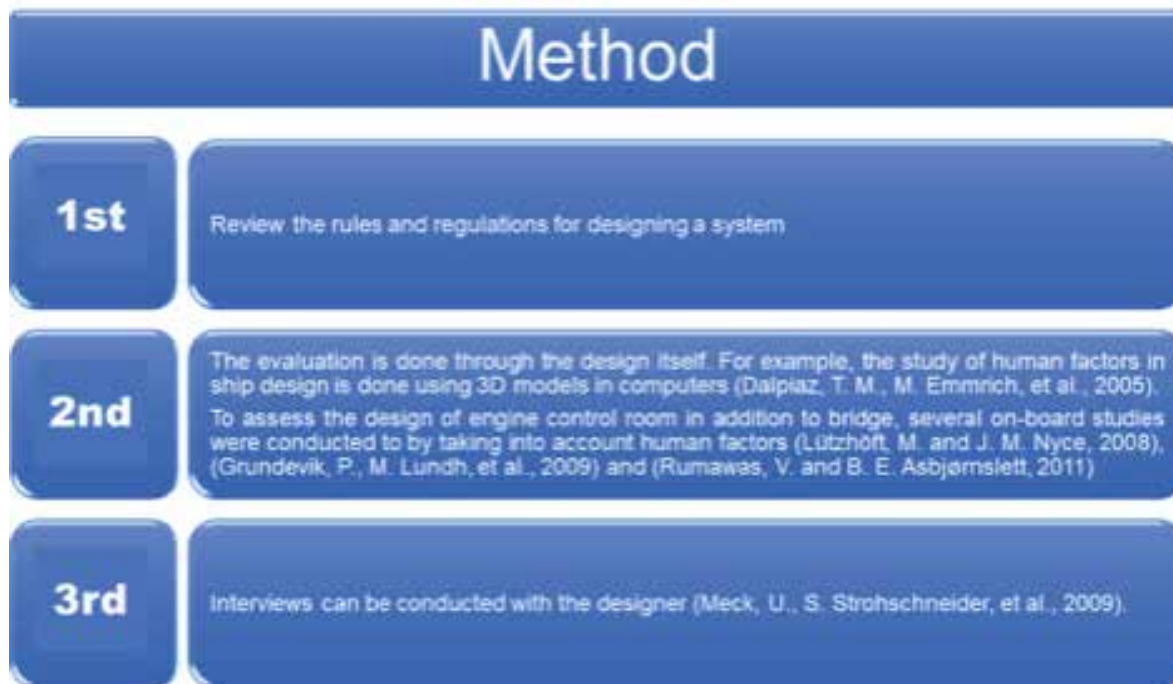 Method
1st
Review the rules and regulations for designing a system
2nd
The evaluation is done through the design itself. For example, the study of human factors in
ship design is done using 3D models in computers (Dalpiaz, T. M., M. Emmrich, et al., 2005).
To assess the design of engine control room in addition to bridge, several on-board studies
were conducted to by taking into account human factors (Lützhöft, M. and J. M. Nyce, 2008),
(Grundevik, P., M. Lundh, et al., 2009) and (Rumawas, V. and B. E. Asbjørnslett, 2011)
3rd
Interviews can be conducted with the designer (Meck, U., S. Strohschneider, et al., 2009).